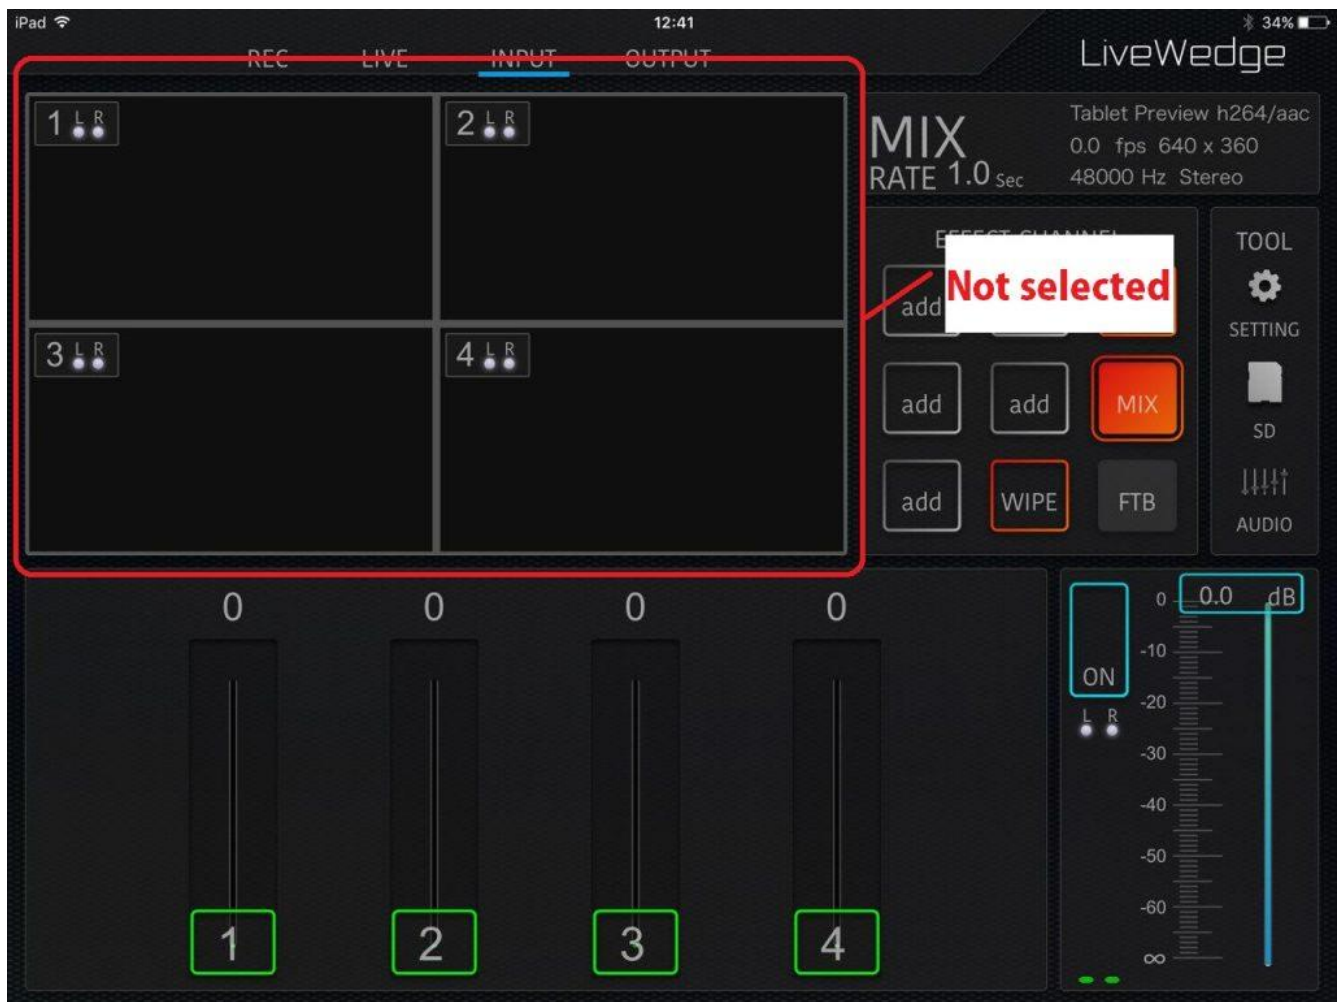 iPad 12:41 34%
REC LIVE INPUT OUTPUT
LiveWedge
1 L R
2 L R
3 L R
4 L R
MIX
RATE 1.0 Sec
Tablet Preview h264/aac
0.0 fps 640 x 360
48000 Hz Stereo
EFFECT CHANNEL
Not selected
add
add add MIX
add WIPE FTB
TOOL
SETTING
SD
AUDIO
0 0 0 0
1 2 3 4
ON
L R
0.0 dB
0
-10
-20
-30
-40
-50
-60
∞